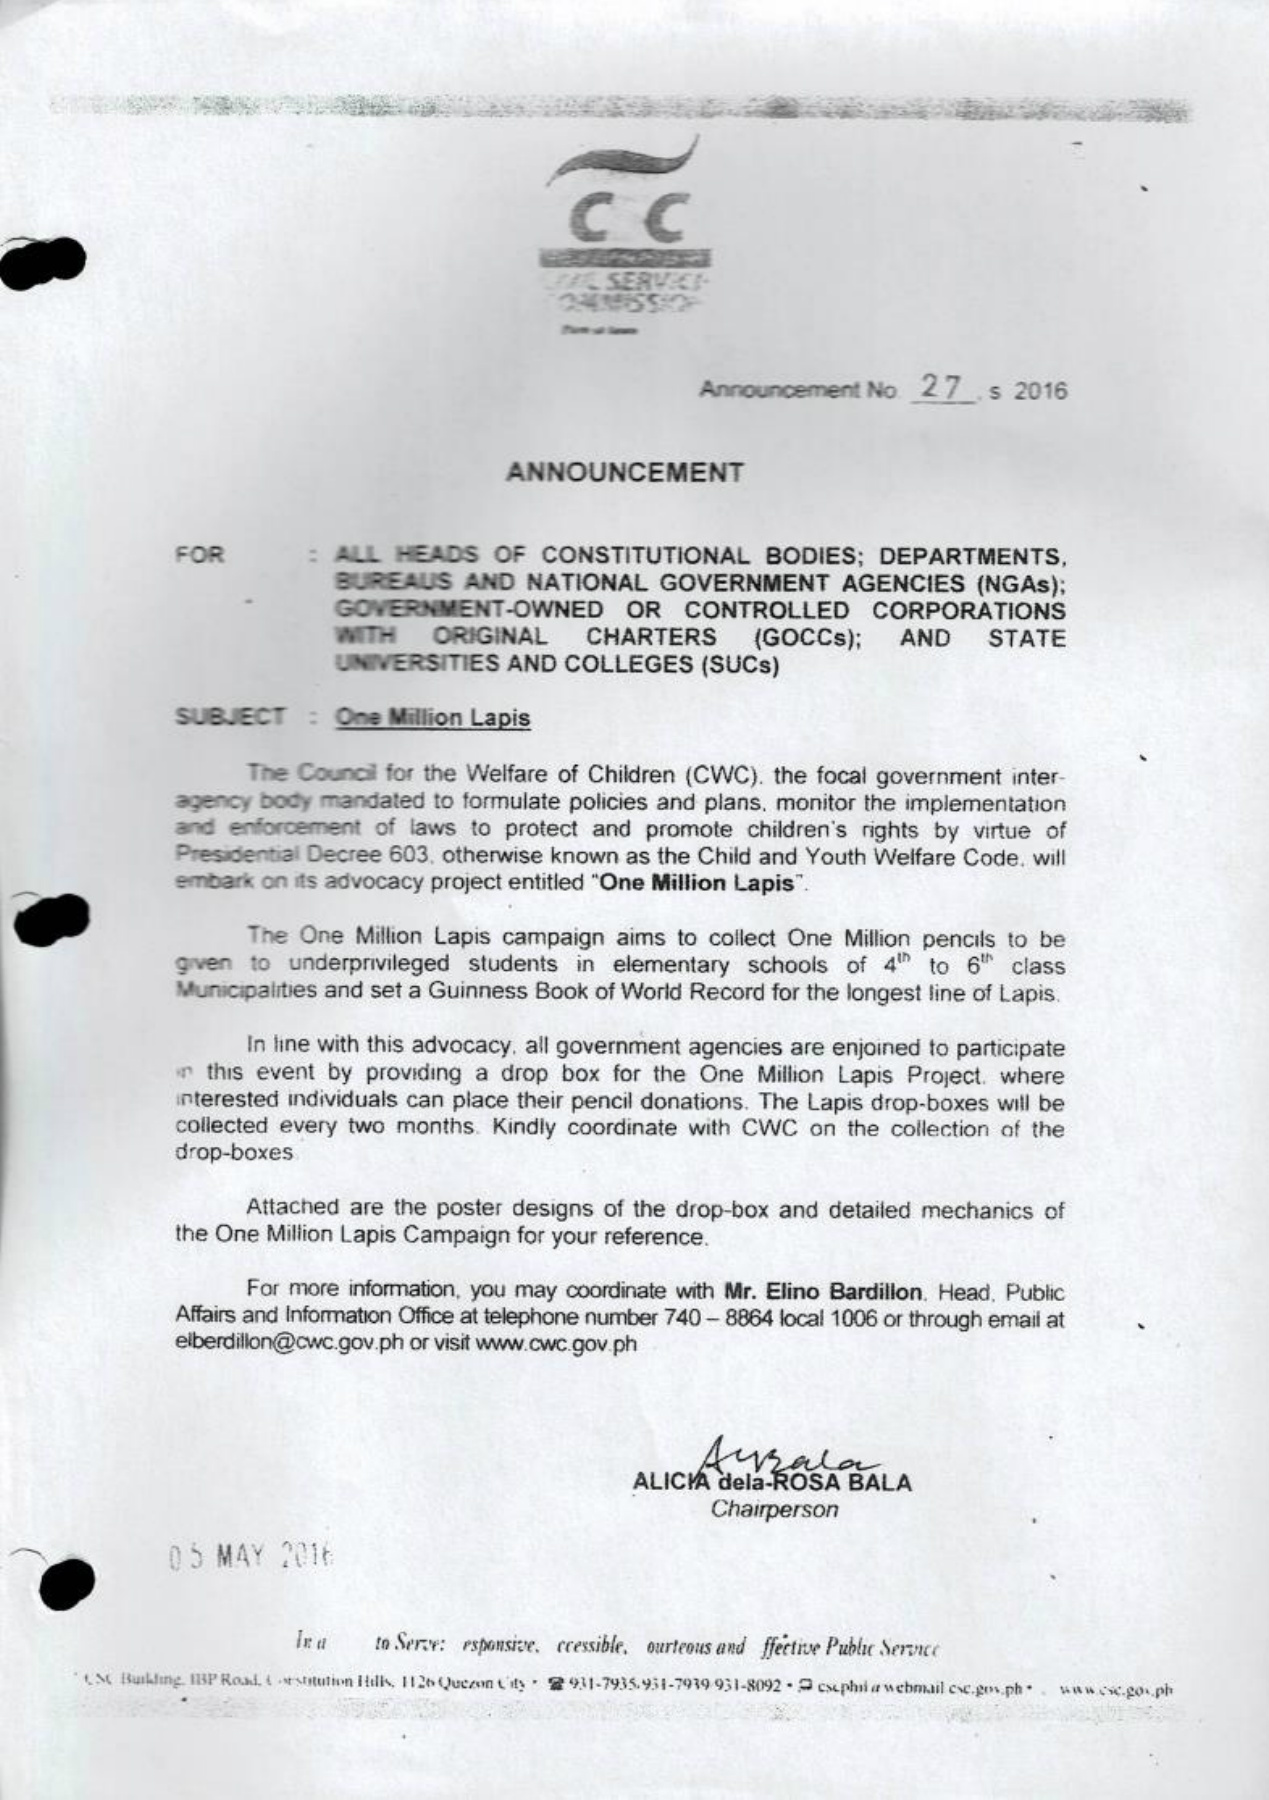 C C
CIVIL SERVICE
COMMISSION
Announcement No. 27, s 2016
ANNOUNCEMENT
FOR : ALL HEADS OF CONSTITUTIONAL BODIES; DEPARTMENTS,
BUREAUS AND NATIONAL GOVERNMENT AGENCIES (NGAs);
GOVERNMENT-OWNED OR CONTROLLED CORPORATIONS
WITH ORIGINAL CHARTERS (GOCCs); AND STATE
UNIVERSITIES AND COLLEGES (SUCs)
SUBJECT : One Million Lapis
The Council for the Welfare of Children (CWC), the focal government inter-
agency body mandated to formulate policies and plans, monitor the implementation
and enforcement of laws to protect and promote children's rights by virtue of
Presidential Decree 603, otherwise known as the Child and Youth Welfare Code, will
embark on its advocacy project entitled "One Million Lapis".
The One Million Lapis campaign aims to collect One Million pencils to be
given to underprivileged students in elementary schools of 4th to 6th class
Municipalities and set a Guinness Book of World Record for the longest line of Lapis.
In line with this advocacy, all government agencies are enjoined to participate
in this event by providing a drop box for the One Million Lapis Project, where
interested individuals can place their pencil donations. The Lapis drop-boxes will be
collected every two months. Kindly coordinate with CWC on the collection of the
drop-boxes
Attached are the poster designs of the drop-box and detailed mechanics of
the One Million Lapis Campaign for your reference.
For more information, you may coordinate with Mr. Elino Bardillon, Head, Public
Affairs and Information Office at telephone number 740 – 8864 local 1006 or through email at
elberdillon@cwc.gov.ph or visit www.cwc.gov.ph
ALICIA dela-ROSA BALA
Chairperson
05 MAY 2016
In a to Serve: esponsive, ccessible, ourteous and ffective Public Service
CSC Building, IBP Road, Constitution Hills, 1126 Quezon City • ☎ 931-7935, 931-7939 931-8092 • cscphil@webmail.csc.gov.ph • www.csc.gov.ph